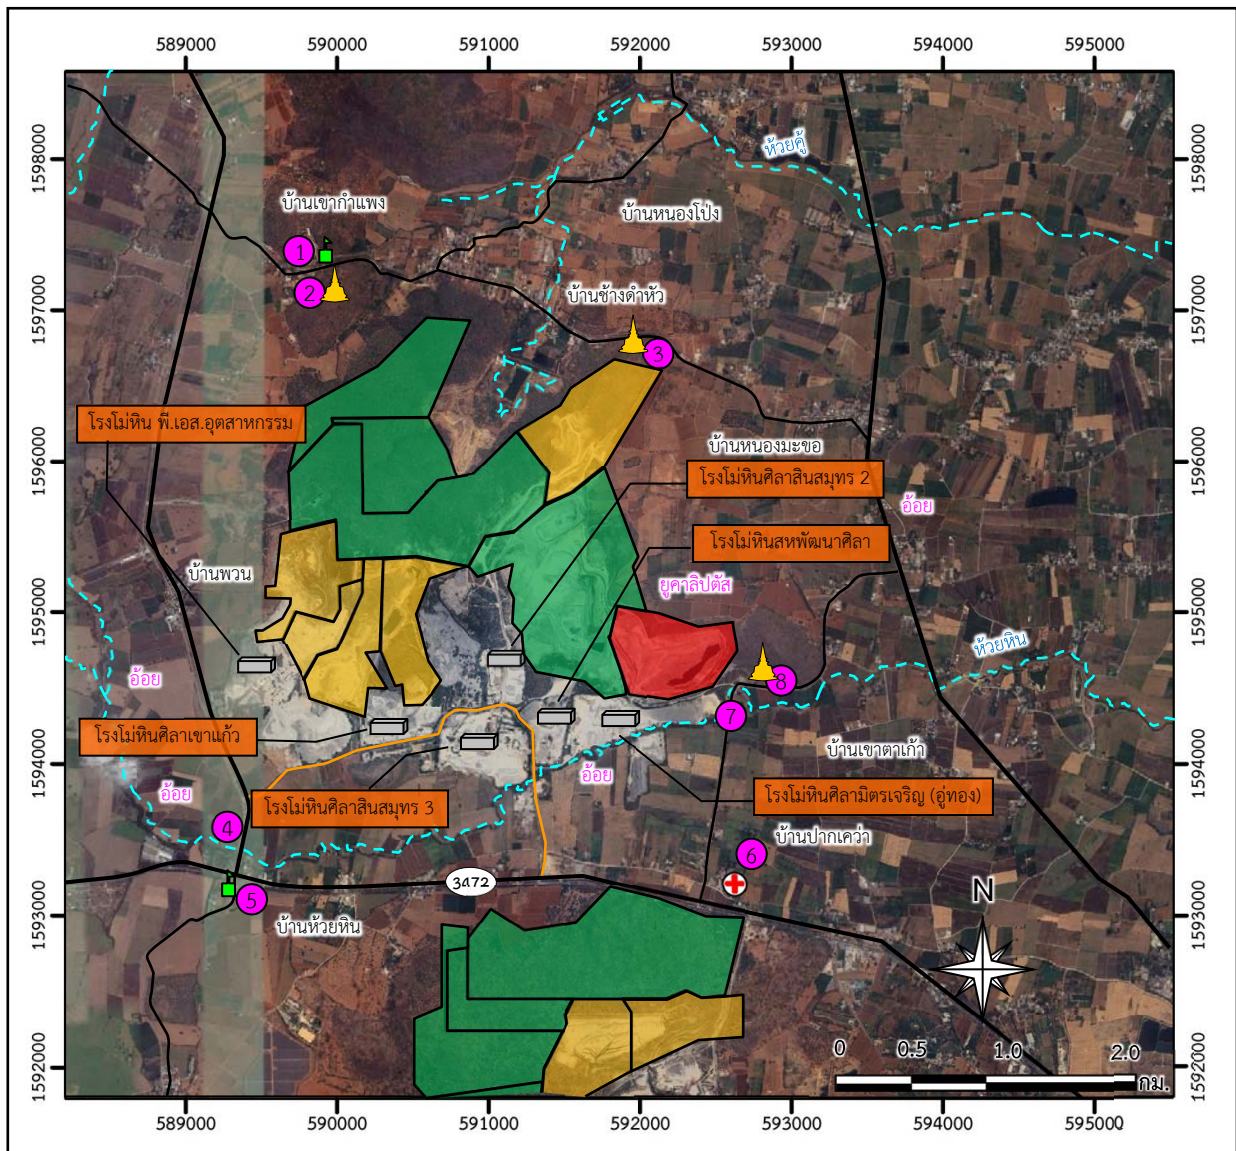 589000 590000 591000 592000 593000 594000 595000
1598000
1598000
ห้วยคู้
บ้านเขากำแพง
บ้านหนองโป่ง
1
2
1597000
1597000
บ้านช้างดำหัว
3
โรงโม่หิน พี.เอส.อุตสาหกรรม
บ้านหนองมะขอ
1596000
1596000
โรงโม่หินศิลาสินสมุทร 2
อ้อย
โรงโม่หินสหพัฒนาศิลา
บ้านพวน
ยูคาลิปตัส
1595000
1595000
ห้วยหิน
อ้อย
8
7
โรงโม่หินศิลาเขาแก้ว
บ้านเขาตาเก้า
1594000
1594000
อ้อย
อ้อย
โรงโม่หินศิลาสินสมุทร 3
โรงโม่หินศิลามิตรเจริญ (อู่ทอง)
4
บ้านปากเคว่า
6
3472
5
บ้านห้วยหิน
1593000
1593000
N
1592000
1592000
0 0.5 1.0 2.0
กม.
589000 590000 591000 592000 593000 594000 595000